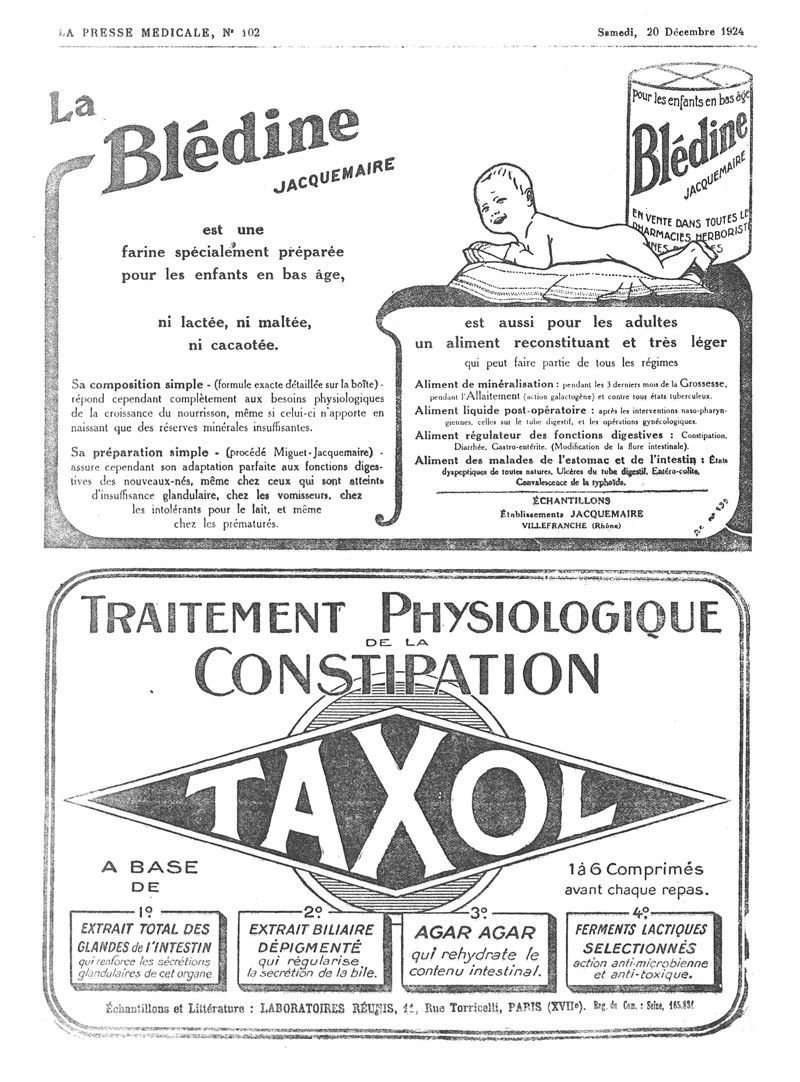 LA PRESSE MEDICALE, N° 102
Samedi, 20 Décembre 1924
La
Blédine
JACQUEMAIRE
est une
farine spécialement préparée
pour les enfants en bas âge,
ni lactée, ni maltée,
ni cacaotée.
Sa composition simple - (formule exacte détaillée sur la boîte) -
répond cependant complètement aux besoins physiologiques
de la croissance du nourrisson, même si celui-ci n'apporte en
naissant que des réserves minérales insuffisantes.
Sa préparation simple - (procédé Miguet-Jacquemaire) -
assure cependant son adaptation parfaite aux fonctions diges-
tives des nouveaux-nés, même chez ceux qui sont atteints
d'insuffisance glandulaire, chez les vomisseurs, chez
les intolérants pour le lait, et même
chez les prématurés.
pour les enfants en bas âge
Blédine
JACQUEMAIRE
EN VENTE DANS TOUTES LE
PHARMACIES HERBORISTE
est aussi pour les adultes
un aliment reconstituant et très léger
qui peut faire partie de tous les régimes
Aliment de minéralisation : pendant les 3 derniers mois de la Grossesse,
pendant l'Allaitement (action galactogène) et contre tous états tuberculeux.
Aliment liquide post-opératoire : après les interventions naso-pharyn-
giennes, celles sur le tube digestif, et les opérations gynécologiques.
Aliment régulateur des fonctions digestives : Constipation,
Diarrhée, Gastro-entérite. (Modification de la flore intestinale).
Aliment des malades de l'estomac et de l'intestin : États
dyspeptiques de toutes natures, Ulcères du tube digestif, Entéro-colite,
Convalescence de la typhoïde.
ÉCHANTILLONS
Établissements JACQUEMAIRE
VILLEFRANCHE (Rhône)
TRAITEMENT PHYSIOLOGIQUE
DE LA
CONSTIPATION
TAXOL
A BASE
DE
1 à 6 Comprimés
avant chaque repas.
1º
EXTRAIT TOTAL DES
GLANDES de l'INTESTIN
qui renforce les sécrétions
glandulaires de cet organe
2º
EXTRAIT BILIAIRE
DÉPIGMENTÉ
qui régularise
la secrétion de la bile.
3º
AGAR AGAR
qui rehydrate le
contenu intestinal.
4º
FERMENTS LACTIQUES
SELECTIONNÉS
action anti-microbienne
et anti-toxique.
Échantillons et Littérature : LABORATOIRES RÉUNIS, 11, Rue Torricelli, PARIS (XVIIe). Reg. du Com. : Seine, 165.831